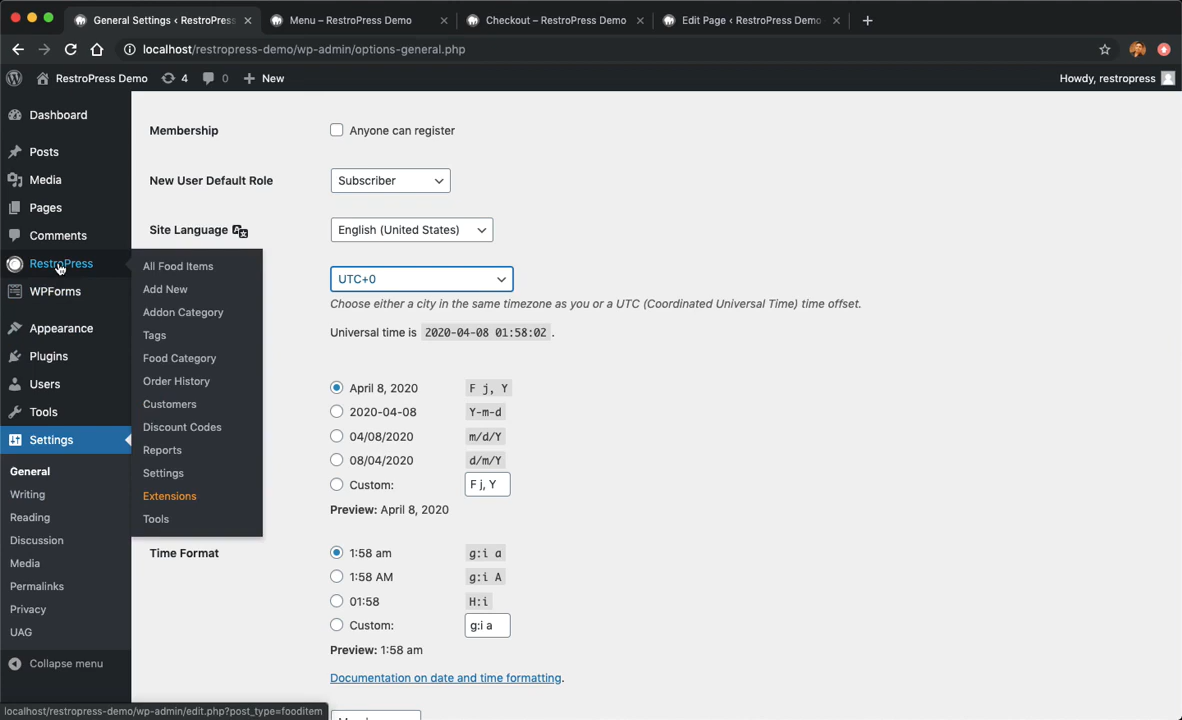 General Settings ‹ RestroPress
Menu – RestroPress Demo
Checkout – RestroPress Demo
Edit Page ‹ RestroPress Demo
localhost/restropress-demo/wp-admin/options-general.php
RestroPress Demo
4
0
New
Howdy, restropress
Dashboard
Posts
Media
Pages
Comments
RestroPress
WPForms
Appearance
Plugins
Users
Tools
Settings
General
Writing
Reading
Discussion
Media
Permalinks
Privacy
UAG
Collapse menu
All Food Items
Add New
Addon Category
Tags
Food Category
Order History
Customers
Discount Codes
Reports
Settings
Extensions
Tools
Membership
Anyone can register
New User Default Role
Subscriber
Site Language
English (United States)
UTC+0
Choose either a city in the same timezone as you or a UTC (Coordinated Universal Time) time offset.
Universal time is 2020-04-08 01:58:02 .
April 8, 2020 F j, Y
2020-04-08 Y-m-d
04/08/2020 m/d/Y
08/04/2020 d/m/Y
Custom: F j, Y
Preview: April 8, 2020
Time Format
1:58 am g:i a
1:58 AM g:i A
01:58 H:i
Custom: g:i a
Preview: 1:58 am
Documentation on date and time formatting.
localhost/restropress-demo/wp-admin/edit.php?post_type=fooditem